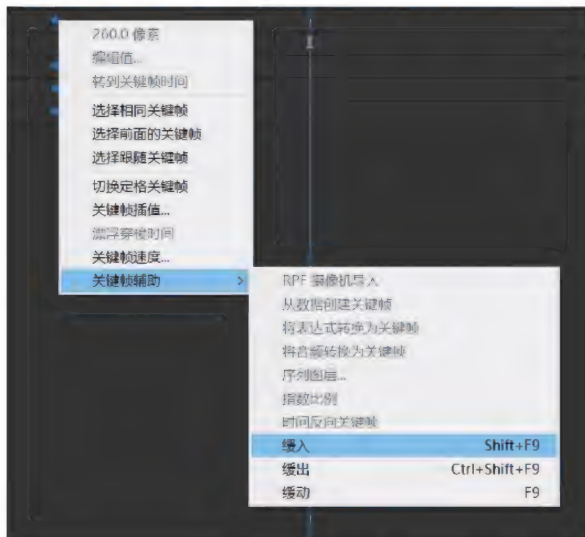 260.0 像素
编辑值...
转到关键帧时间
选择相同关键帧
选择前面的关键帧
选择跟随关键帧
切换定格关键帧
关键帧插值...
漂浮穿梭时间
关键帧速度...
关键帧辅助 >
RPF 摄像机导入
从数据创建关键帧
将表达式转换为关键帧
将音频转换为关键帧
序列图层...
指数比例
时间反向关键帧
缓入 Shift+F9
缓出 Ctrl+Shift+F9
缓动 F9